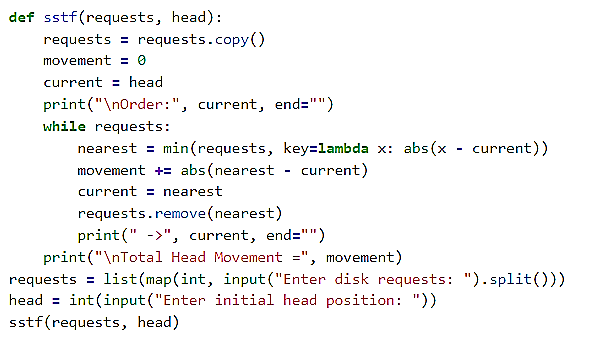 def sstf(requests, head):
    requests = requests.copy()
    movement = 0
    current = head
    print("\nOrder:", current, end="")
    while requests:
        nearest = min(requests, key=lambda x: abs(x - current))
        movement += abs(nearest - current)
        current = nearest
        requests.remove(nearest)
        print(" ->", current, end="")
    print("\nTotal Head Movement =", movement)
requests = list(map(int, input("Enter disk requests: ").split()))
head = int(input("Enter initial head position: "))
sstf(requests, head)